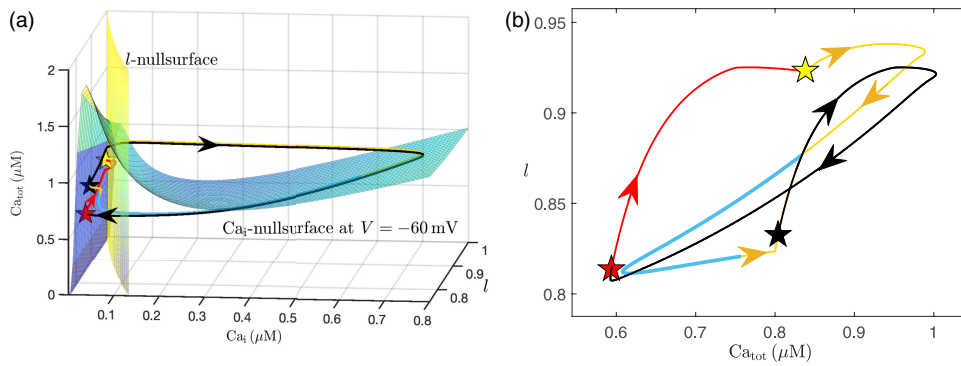 (a)
l-nullsurface
2
1.5
1
0.5
0
Ca_tot (μM)
Ca_i-nullsurface at V = −60 mV
0.1
0.2
0.3
0.4
0.5
0.6
0.7
0.8
Ca_i (μM)
1
0.9
0.8
l
(b)
0.95
0.9
0.85
0.8
l
0.6
0.7
0.8
0.9
1
Ca_tot (μM)